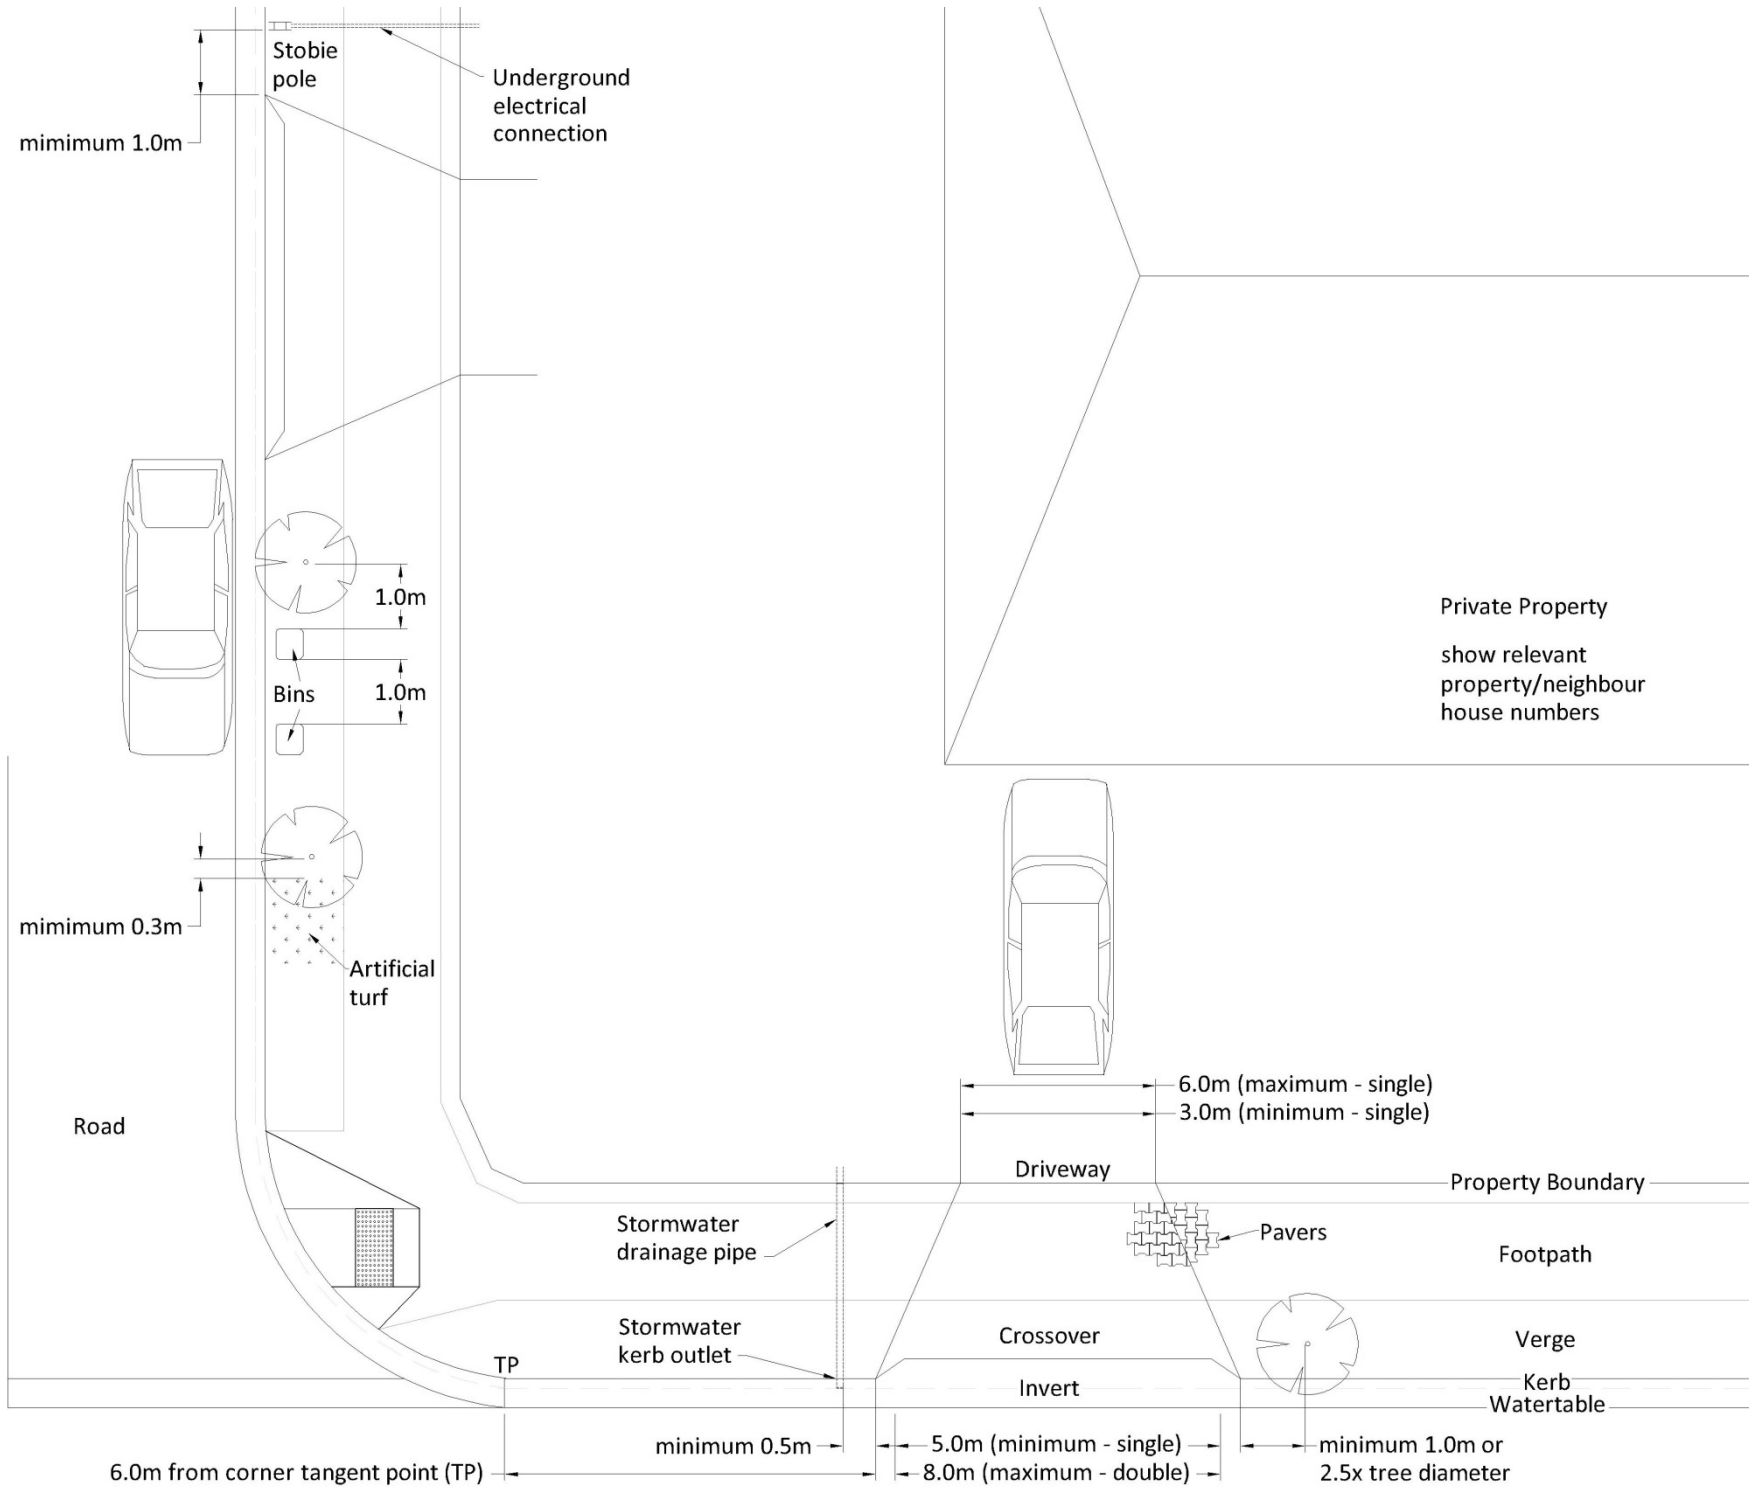 Stobie
pole
Underground
electrical
connection
mimimum 1.0m
1.0m
Bins
1.0m
Private Property
show relevant
property/neighbour
house numbers
mimimum 0.3m
Artificial
turf
Road
6.0m (maximum - single)
3.0m (minimum - single)
Driveway
Property Boundary
Stormwater
drainage pipe
Pavers
Footpath
Stormwater
kerb outlet
Crossover
Verge
TP
Invert
Kerb
Watertable
minimum 0.5m
5.0m (minimum - single)
minimum 1.0m or
6.0m from corner tangent point (TP)
8.0m (maximum - double)
2.5x tree diameter